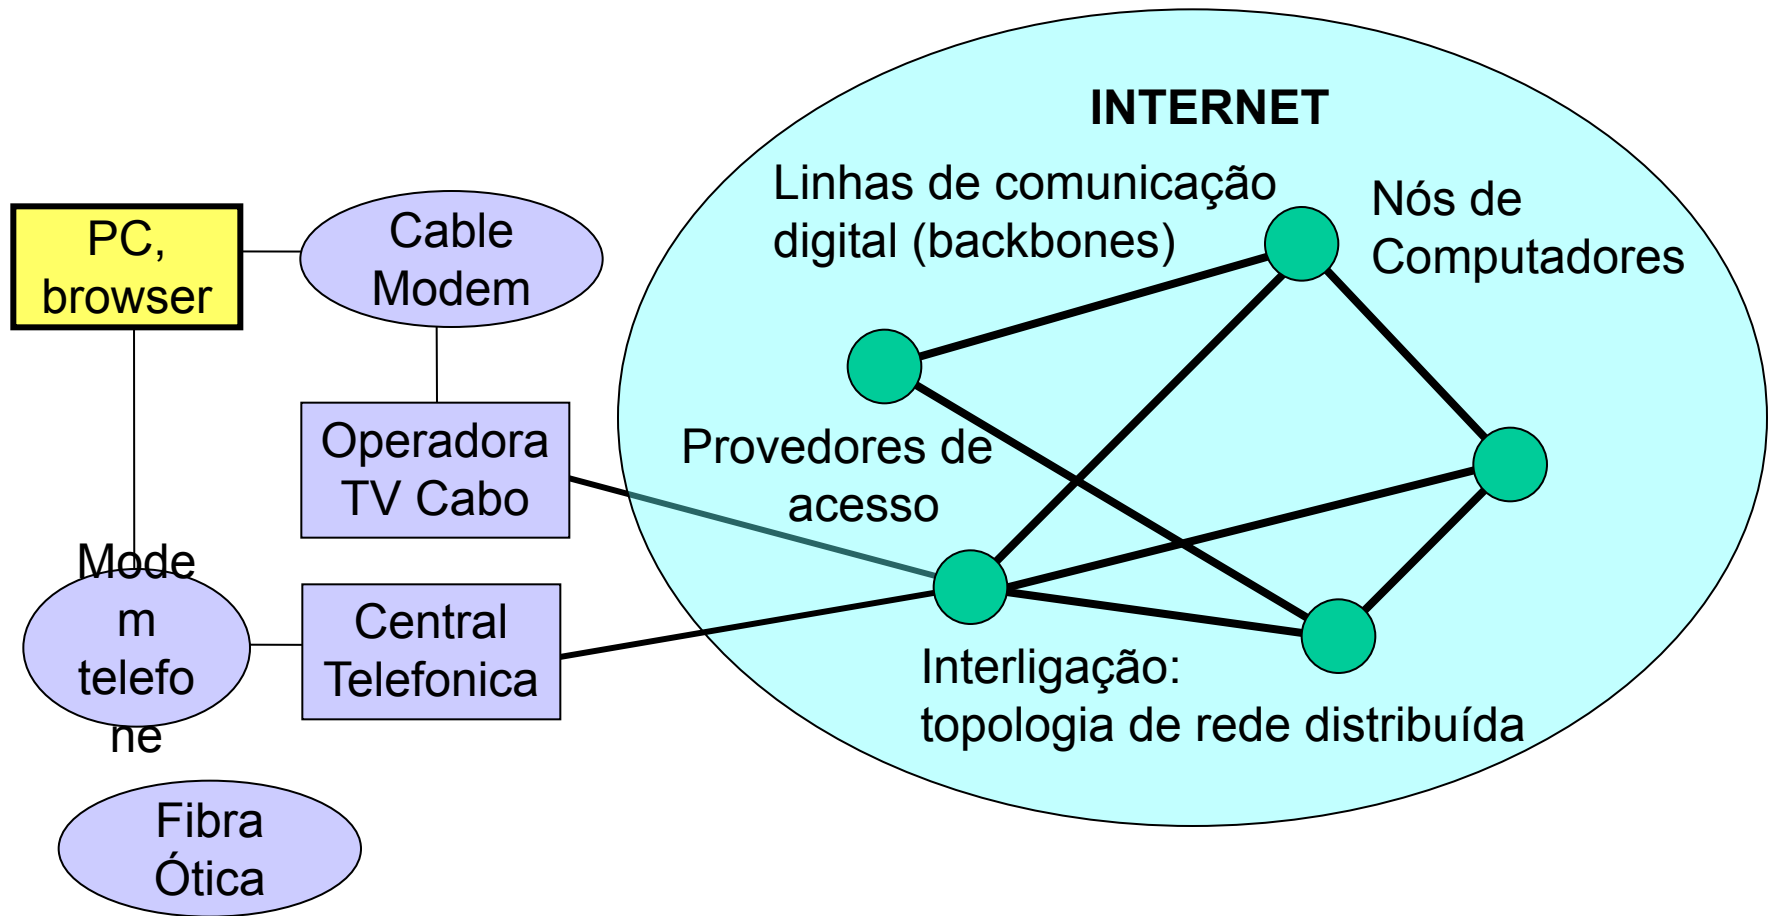 INTERNET
Linhas de comunicação
digital (backbones)
Nós de
Computadores
PC,
browser
Cable
Modem
Operadora
TV Cabo
Provedores de
acesso
Mode
m
telefo
ne
Central
Telefonica
Interligação:
topologia de rede distribuída
Fibra
Ótica